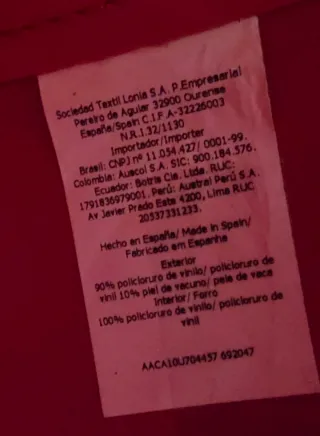 Sociedad Textil Lonia S.A. P.Empresarial
Pereiro de Aguiar 32900 Ourense
España/Spain C.I.F A-32226003
N.R.I.32/1130
Importador/Importer
Brasil: CNPJ nº 11.054.427/ 0001-99.
Colombia: Auacol S.A. SIC: 900.184.576.
Ecuador: Botris Cia. Ltda. RUC:
1791836979001. Perú: Austral Perú S.A.
Av Javier Prado Este 4200, Lima RUC
20537331233.
Hecho en España/ Made in Spain/
Fabricado em Espanha
Exterior
90% policloruro de vinilo/ policloruro de
vinil 10% piel de vacuno/ pele de vaca
Interior/ Forro
100% policloruro de vinilo/ policloruro de
vinil
AACA10U704457 692047